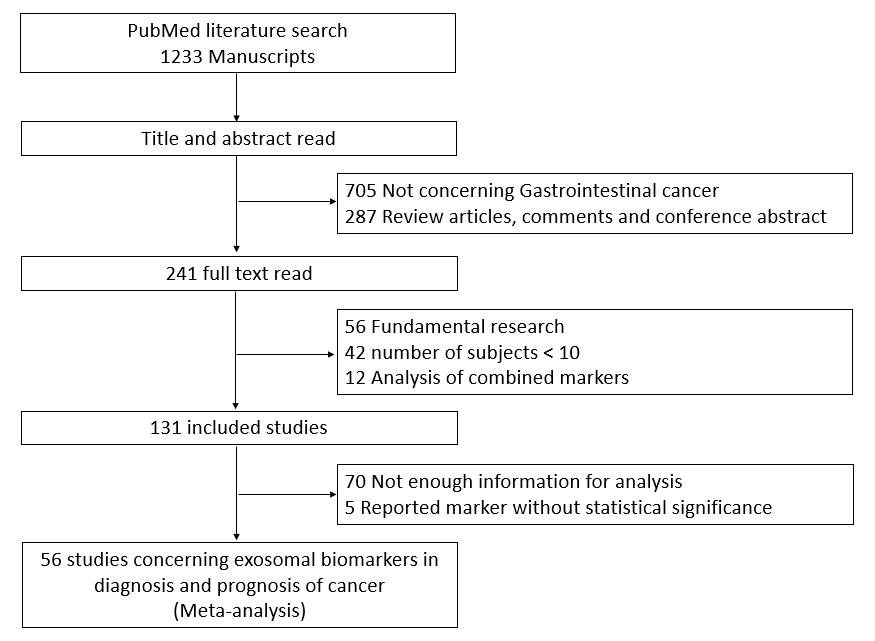 PubMed literature search
1233 Manuscripts
Title and abstract read
705 Not concerning Gastrointestinal cancer
287 Review articles, comments and conference abstract
241 full text read
56 Fundamental research
42 number of subjects < 10
12 Analysis of combined markers
131 included studies
70 Not enough information for analysis
5 Reported marker without statistical significance
56 studies concerning exosomal biomarkers in
diagnosis and prognosis of cancer
(Meta-analysis)